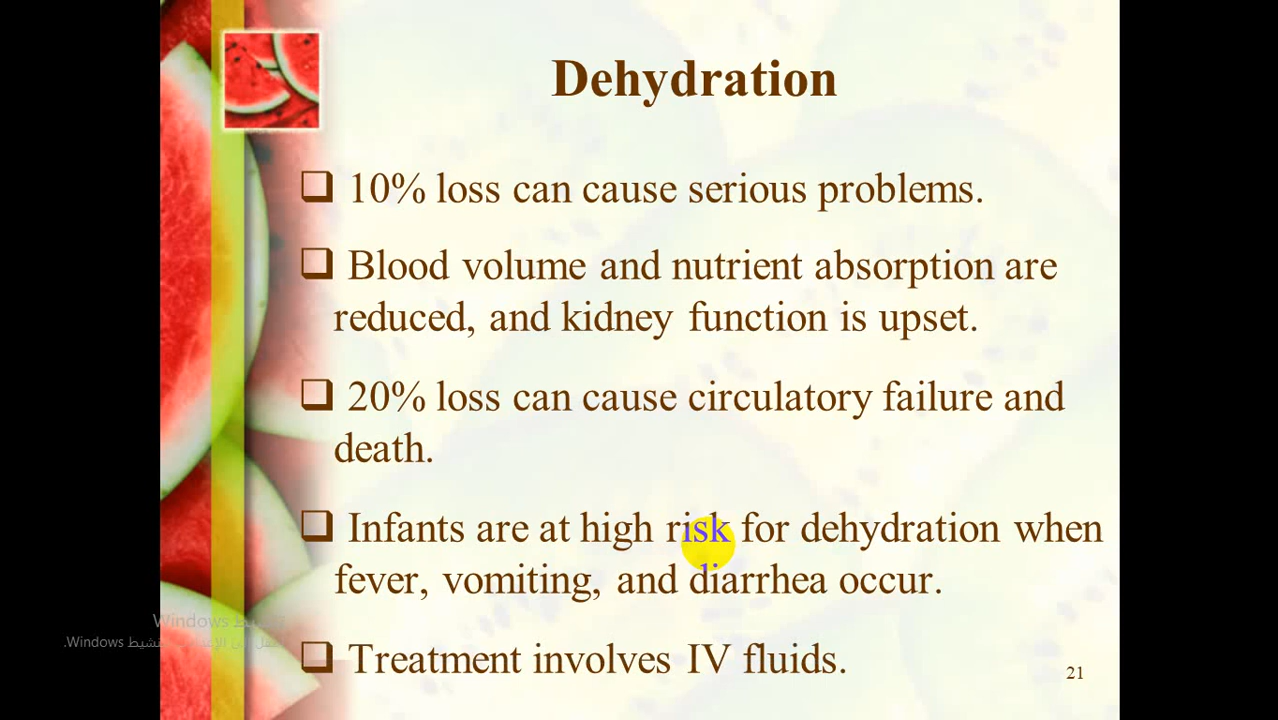 Dehydration
❑ 10% loss can cause serious problems.
❑ Blood volume and nutrient absorption are
reduced, and kidney function is upset.
❑ 20% loss can cause circulatory failure and
death.
❑ Infants are at high risk for dehydration when
fever, vomiting, and diarrhea occur.
Windows
❑ Treatment involves IV fluids.
Windows.
21